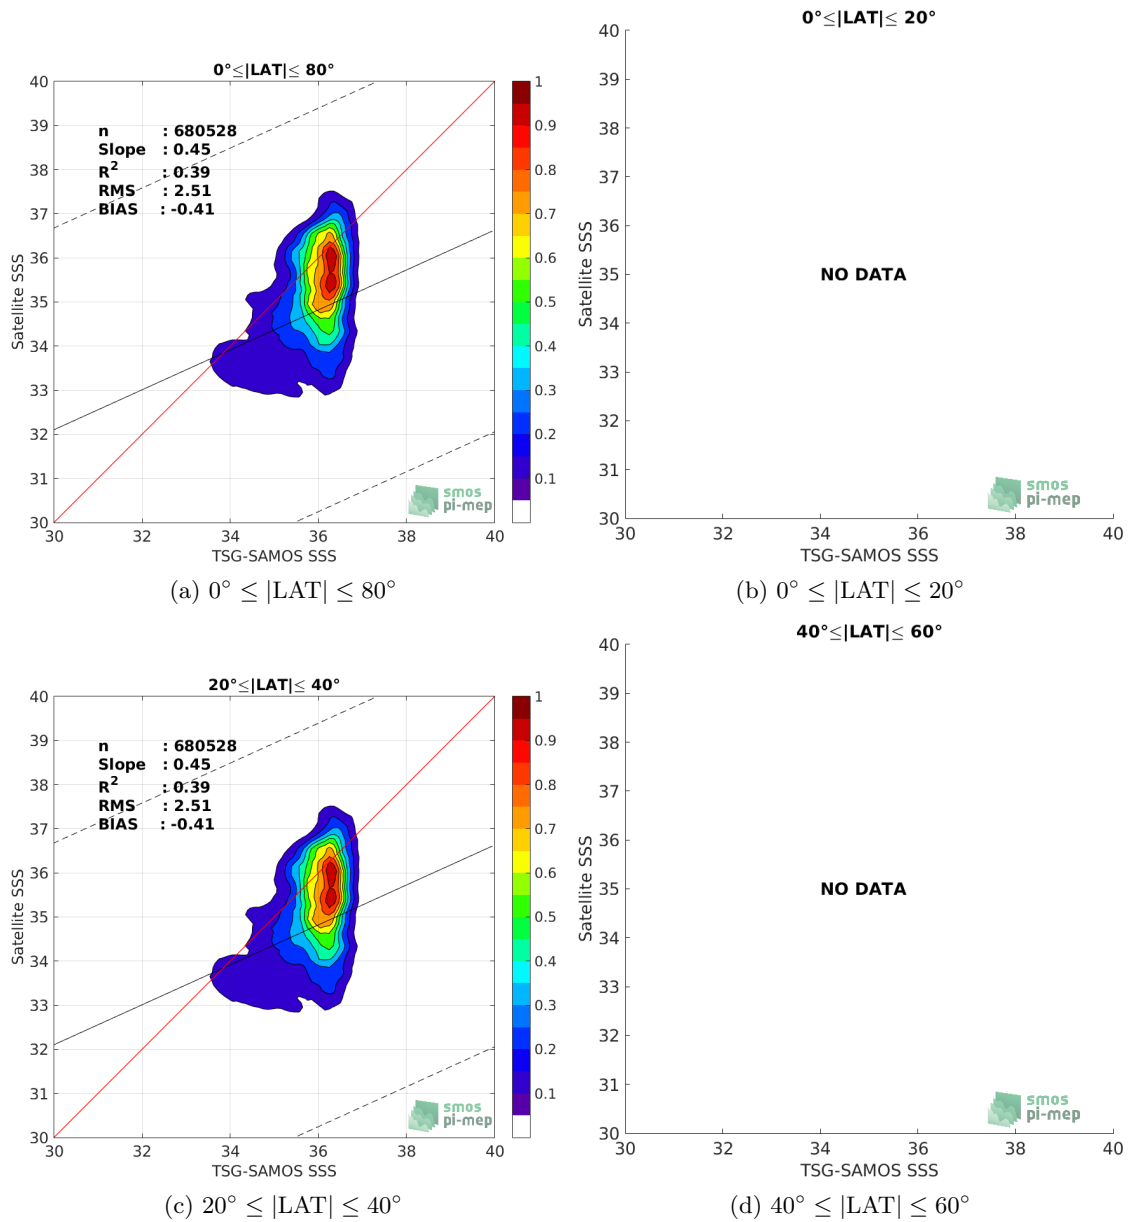 0°≤|LAT|≤ 80°
40
39
38
37
36
35
34
33
32
31
30
n : 680528
Slope : 0.45
R² : 0.39
RMS : 2.51
BIAS : -0.41
Satellite SSS
smos
pi-mep
30 32 34 36 38 40
TSG-SAMOS SSS
1
0.9
0.8
0.7
0.6
0.5
0.4
0.3
0.2
0.1
(a) 0° ≤ |LAT| ≤ 80°
0°≤|LAT|≤ 20°
40
39
38
37
36
35
34
33
32
31
30
Satellite SSS
NO DATA
smos
pi-mep
30 32 34 36 38 40
TSG-SAMOS SSS
(b) 0° ≤ |LAT| ≤ 20°
20°≤|LAT|≤ 40°
40
39
38
37
36
35
34
33
32
31
30
n : 680528
Slope : 0.45
R² : 0.39
RMS : 2.51
BIAS : -0.41
Satellite SSS
smos
pi-mep
30 32 34 36 38 40
TSG-SAMOS SSS
1
0.9
0.8
0.7
0.6
0.5
0.4
0.3
0.2
0.1
(c) 20° ≤ |LAT| ≤ 40°
40°≤|LAT|≤ 60°
40
39
38
37
36
35
34
33
32
31
30
Satellite SSS
NO DATA
smos
pi-mep
30 32 34 36 38 40
TSG-SAMOS SSS
(d) 40° ≤ |LAT| ≤ 60°